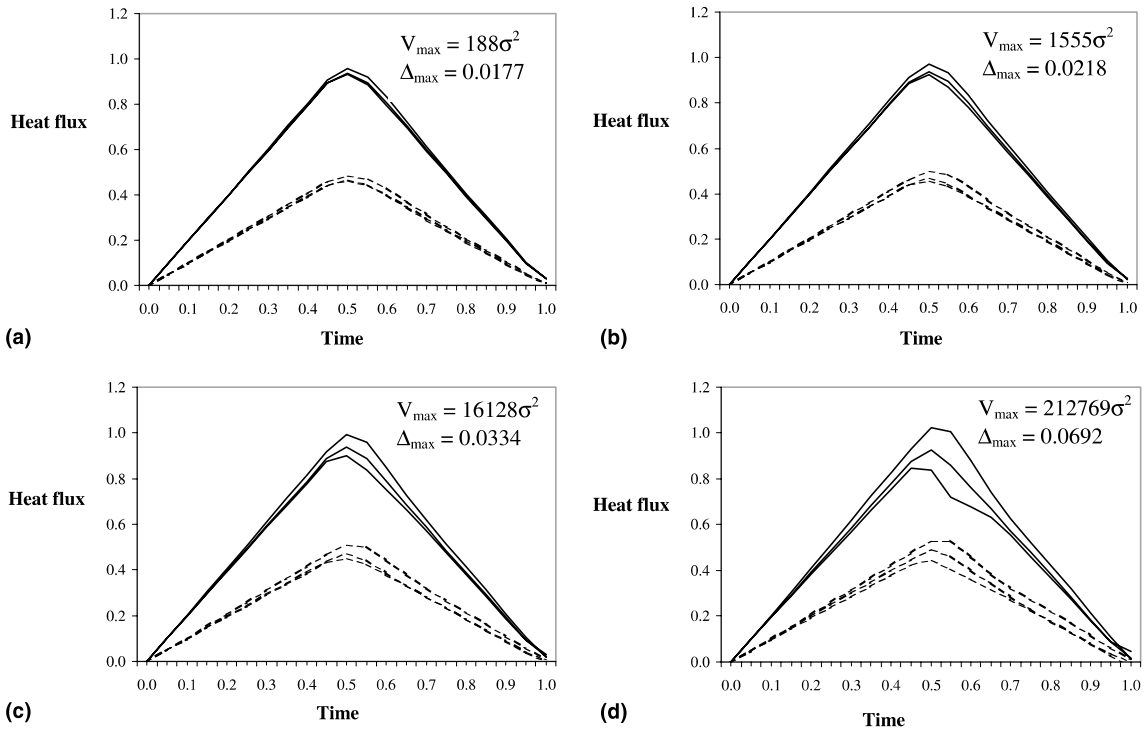 1.2
V_max = 188σ²
Δ_max = 0.0177
1.0
0.8
Heat flux
0.6
0.4
0.2
0.0
0.0 0.1 0.2 0.3 0.4 0.5 0.6 0.7 0.8 0.9 1.0
(a)
Time
1.2
V_max = 1555σ²
Δ_max = 0.0218
1.0
0.8
Heat flux
0.6
0.4
0.2
0.0
0.0 0.1 0.2 0.3 0.4 0.5 0.6 0.7 0.8 0.9 1.0
(b)
Time
1.2
V_max = 16128σ²
Δ_max = 0.0334
1.0
0.8
Heat flux
0.6
0.4
0.2
0.0
0.0 0.1 0.2 0.3 0.4 0.5 0.6 0.7 0.8 0.9 1.0
(c)
Time
1.2
V_max = 212769σ²
Δ_max = 0.0692
1.0
0.8
Heat flux
0.6
0.4
0.2
0.0
0.0 0.1 0.2 0.3 0.4 0.5 0.6 0.7 0.8 0.9 1.0
(d)
Time